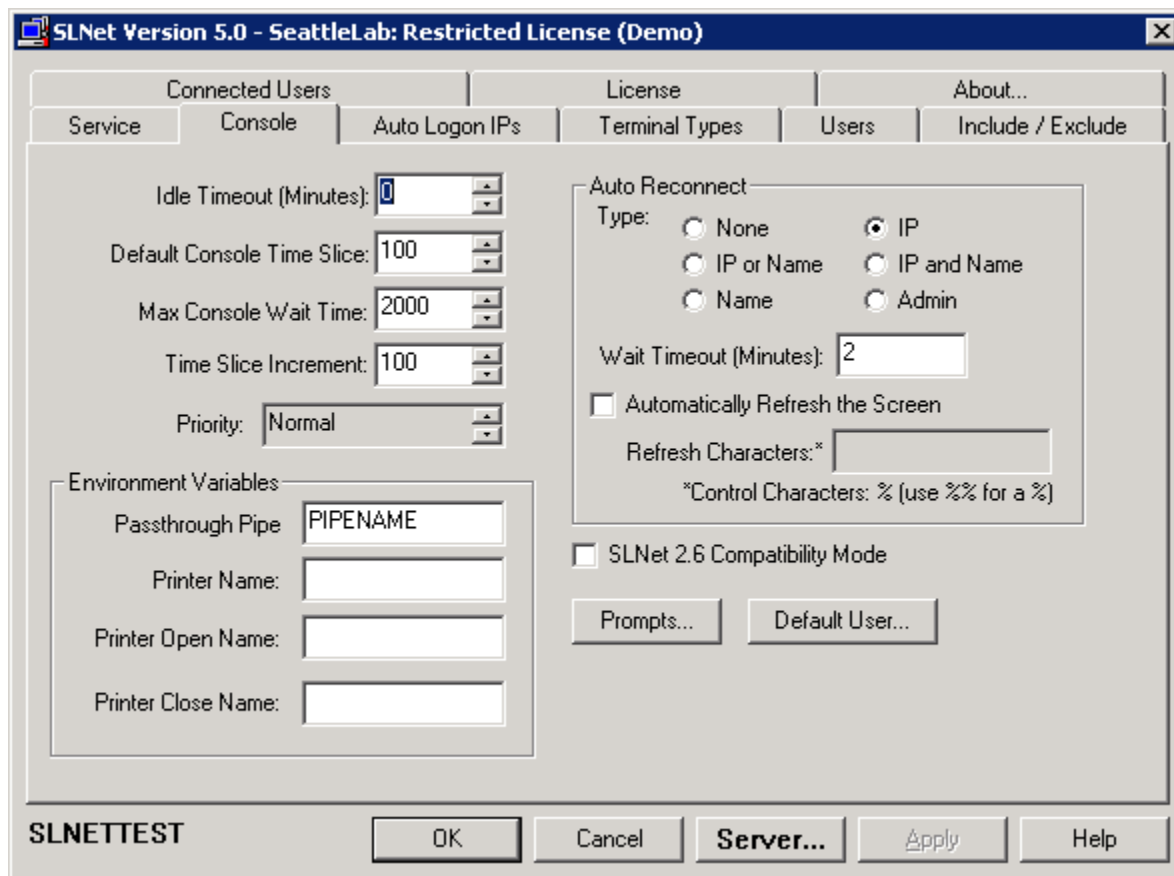 SLNet Version 5.0 - SeattleLab: Restricted License (Demo)
Connected Users
License
About...
Service
Console
Auto Logon IPs
Terminal Types
Users
Include / Exclude
Idle Timeout (Minutes): 0
Default Console Time Slice: 100
Max Console Wait Time: 2000
Time Slice Increment: 100
Priority: Normal
Environment Variables
Passthrough Pipe PIPENAME
Printer Name:
Printer Open Name:
Printer Close Name:
Auto Reconnect
Type:
None
IP
IP or Name
IP and Name
Name
Admin
Wait Timeout (Minutes): 2
Automatically Refresh the Screen
Refresh Characters:*
*Control Characters: % (use %% for a %)
SLNet 2.6 Compatibility Mode
Prompts...
Default User...
SLNETTEST
OK
Cancel
Server...
Apply
Help